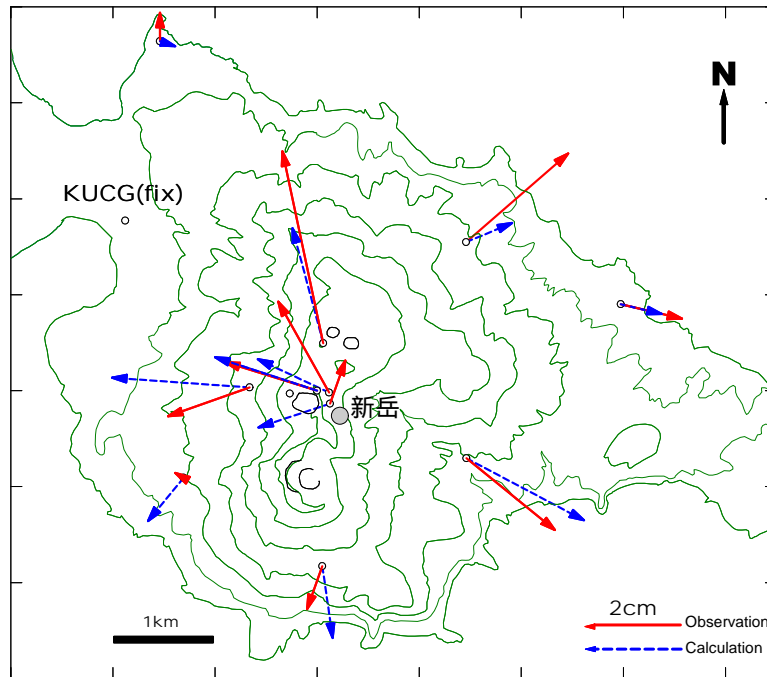 N
KUCG(fix)
新岳
1km
2cm
Observation
Calculation